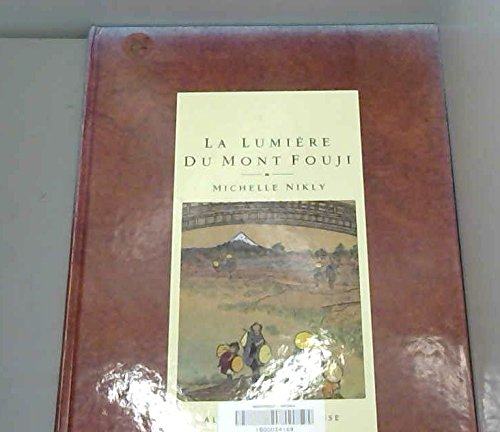 LA LUMIÈRE
DU MONT FOUJI
MICHELLE NIKLY